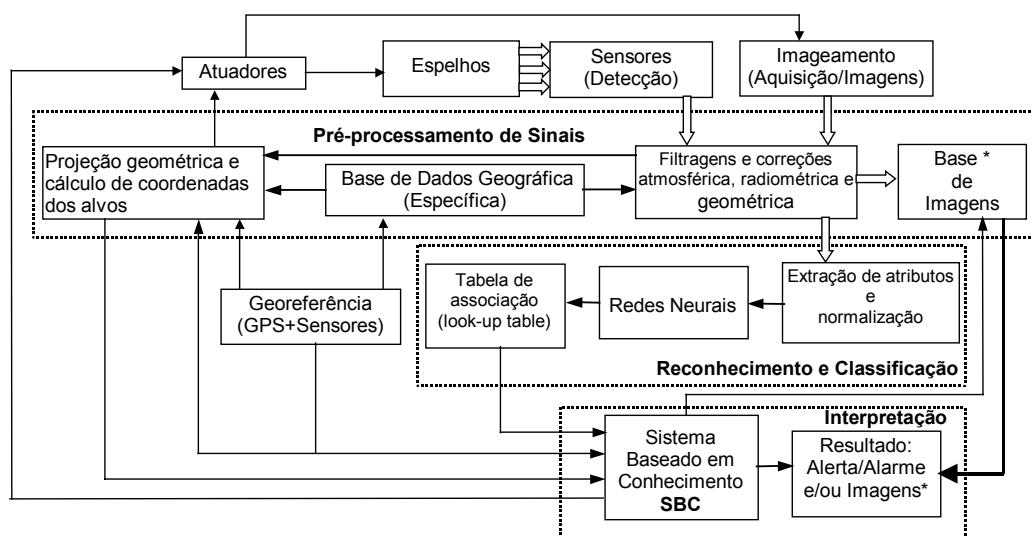 Atuadores
Espelhos
Sensores
(Detecção)
Imageamento
(Aquisição/Imagens)
Pré-processamento de Sinais
Projeção geométrica e
cálculo de coordenadas
dos alvos
Base de Dados Geográfica
(Específica)
Filtragens e correções
atmosférica, radiométrica e
geométrica
Base *
de
Imagens
Georeferência
(GPS+Sensores)
Tabela de
associação
(look-up table)
Redes Neurais
Extração de atributos
e
normalização
Reconhecimento e Classificação
Interpretação
Sistema
Baseado em
Conhecimento
SBC
Resultado:
Alerta/Alarme
e/ou Imagens*